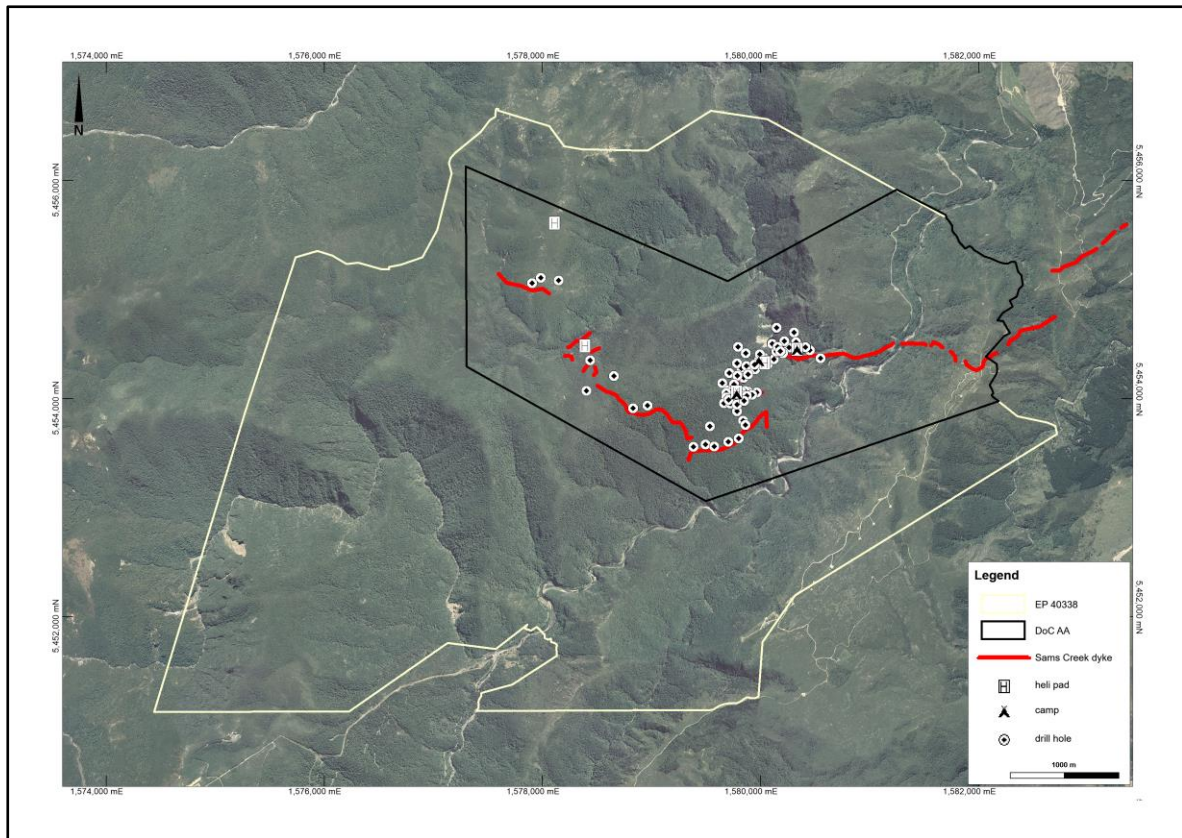 1,574,000 mE
1,576,000 mE
1,578,000 mE
1,580,000 mE
1,582,000 mE
N
5,456,000 mN
5,456,000 mN
H
H
5,454,000 mN
5,454,000 mN
Legend
EP 40338
DoC AA
Sams Creek dyke
H
heli pad
camp
drill hole
1000 m
5,452,000 mN
5,452,000 mN
1,574,000 mE
1,576,000 mE
1,578,000 mE
1,580,000 mE
1,582,000 mE